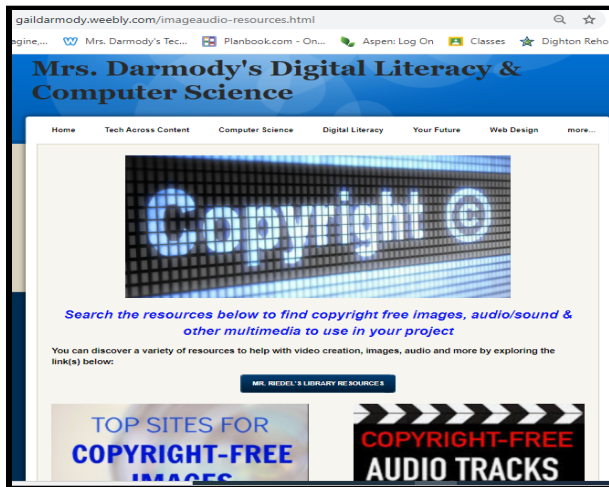 gaildarmody.weebly.com/imageaudio-resources.html
agine,... Mrs. Darmody's Tec... Planbook.com - On... Aspen: Log On Classes Dighton Reho
Mrs. Darmody's Digital Literacy &
Computer Science
Home Tech Across Content Computer Science Digital Literacy Your Future Web Design more...
Copyright ©
Search the resources below to find copyright free images, audio/sound &
other multimedia to use in your project
You can discover a variety of resources to help with video creation, images, audio and more by exploring the
link(s) below:
MR. RIEDEL'S LIBRARY RESOURCES
TOP SITES FOR
COPYRIGHT-FREE
IMAGES
COPYRIGHT-FREE
AUDIO TRACKS